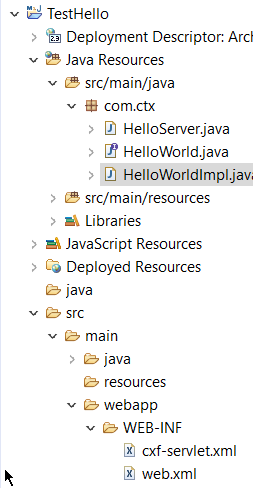 TestHello
Deployment Descriptor: Arc
Java Resources
src/main/java
com.ctx
HelloServer.java
HelloWorld.java
HelloWorldImpl.java
src/main/resources
Libraries
JavaScript Resources
Deployed Resources
java
src
main
java
resources
webapp
WEB-INF
cxf-servlet.xml
web.xml